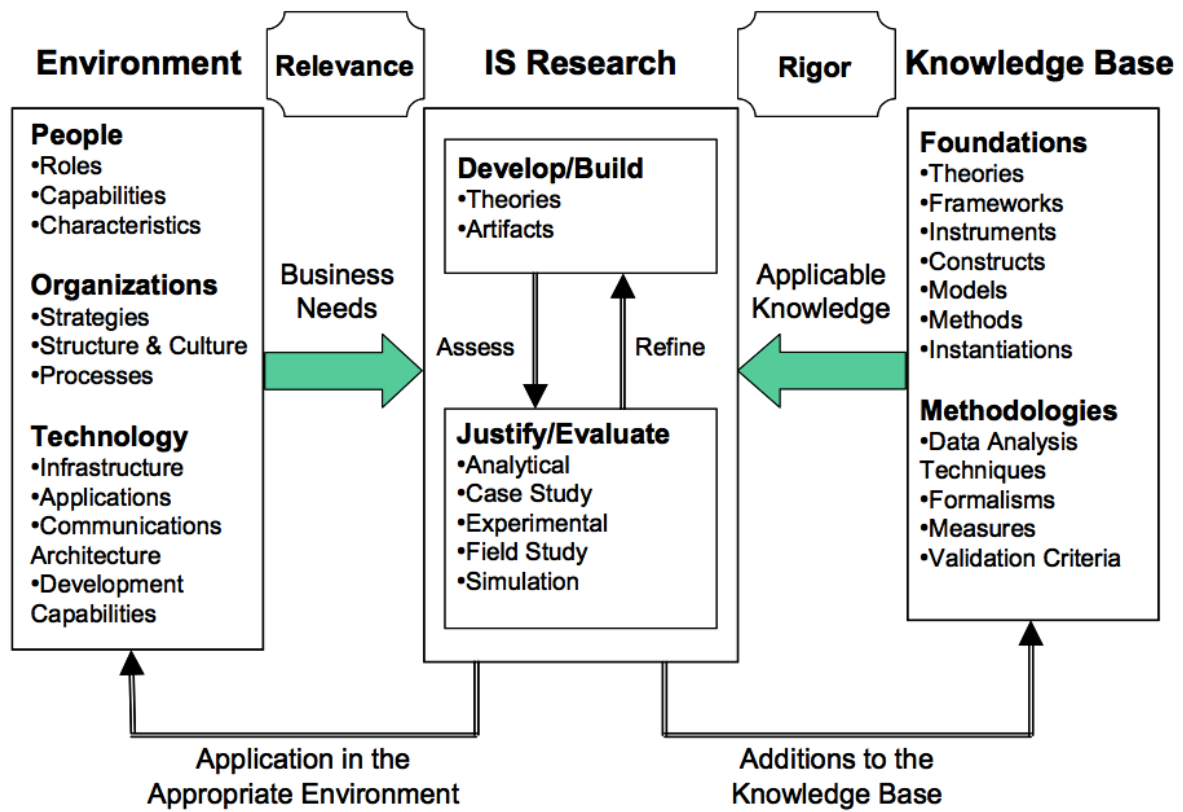 Environment
Relevance
IS Research
Rigor
Knowledge Base
People
•Roles
•Capabilities
•Characteristics
Organizations
•Strategies
•Structure & Culture
•Processes
Technology
•Infrastructure
•Applications
•Communications
Architecture
•Development
Capabilities
Business
Needs
Develop/Build
•Theories
•Artifacts
Assess
Refine
Justify/Evaluate
•Analytical
•Case Study
•Experimental
•Field Study
•Simulation
Applicable
Knowledge
Foundations
•Theories
•Frameworks
•Instruments
•Constructs
•Models
•Methods
•Instantiations
Methodologies
•Data Analysis
Techniques
•Formalisms
•Measures
•Validation Criteria
Application in the
Appropriate Environment
Additions to the
Knowledge Base